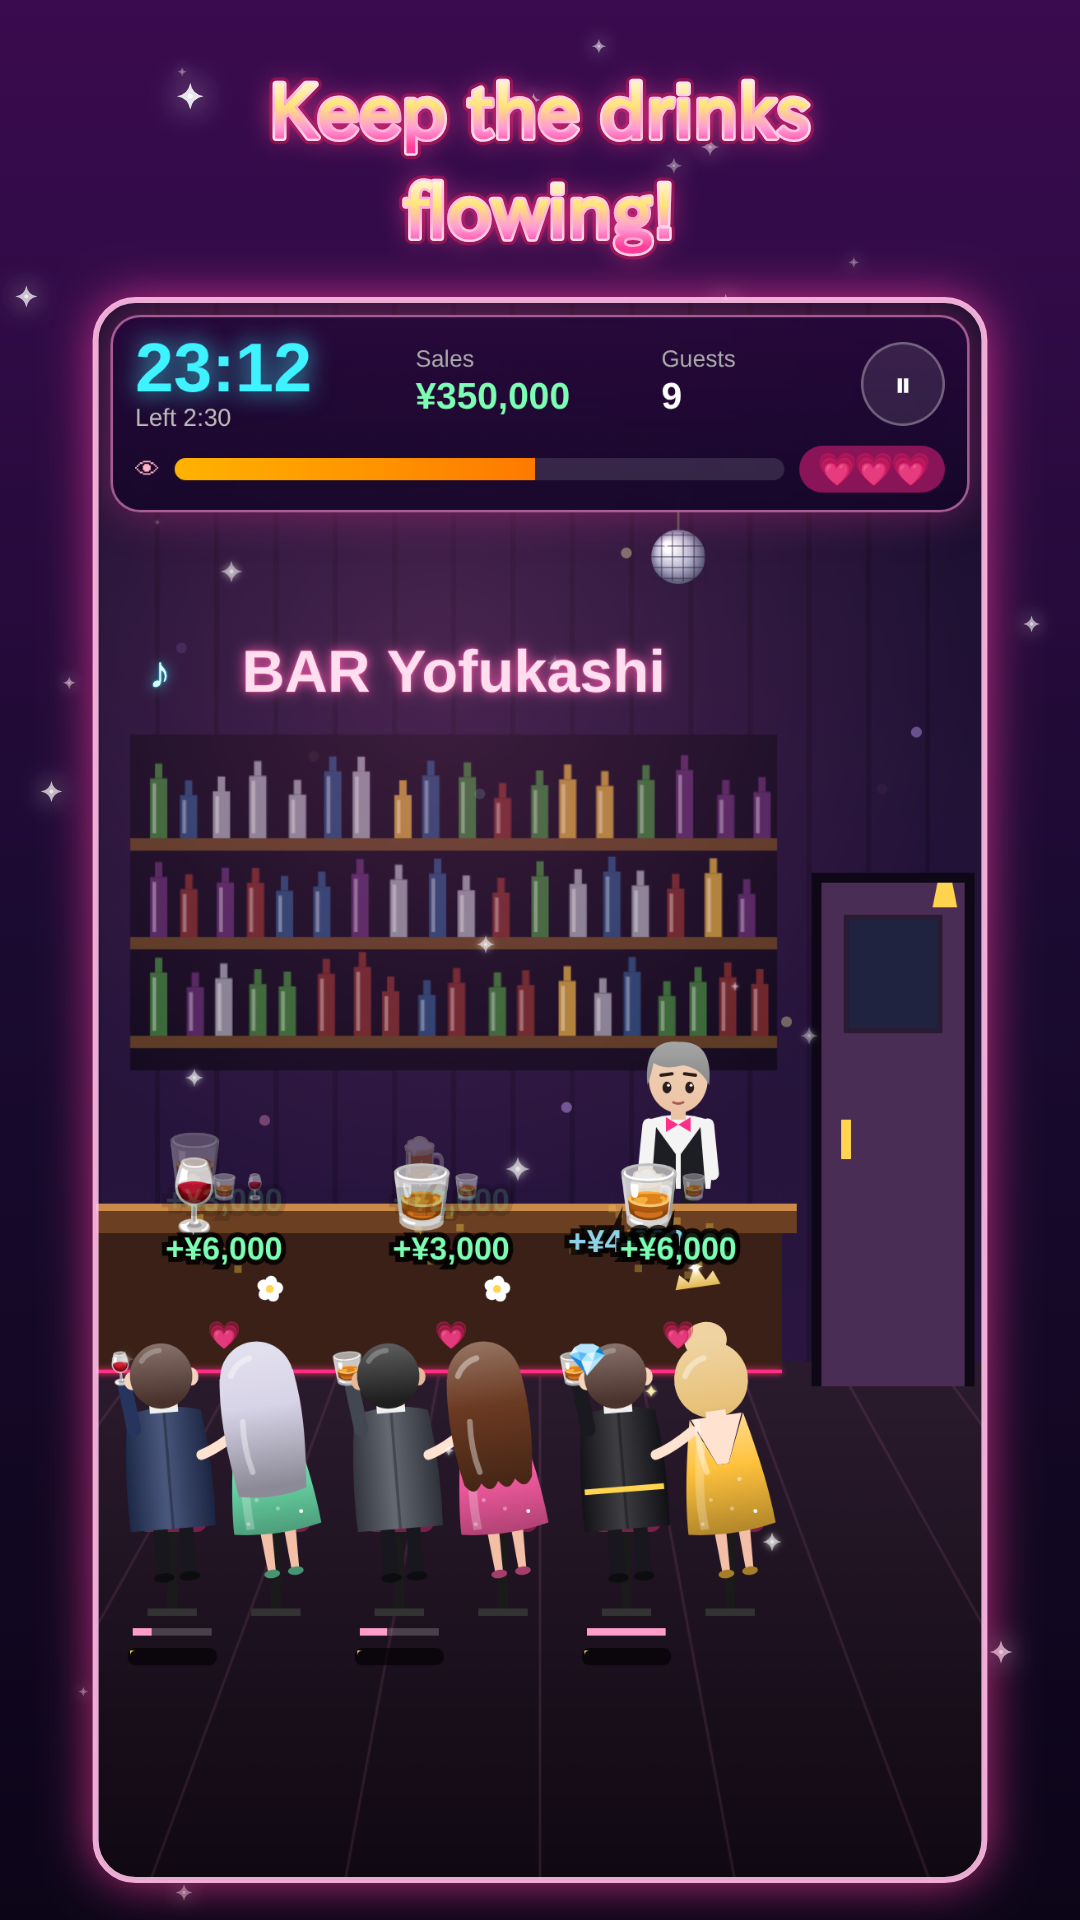 Keep the drinks
flowing!
23:12
Left 2:30
Sales
¥350,000
Guests
9
BAR Yofukashi
+¥6,000
+¥3,000
+¥6,000